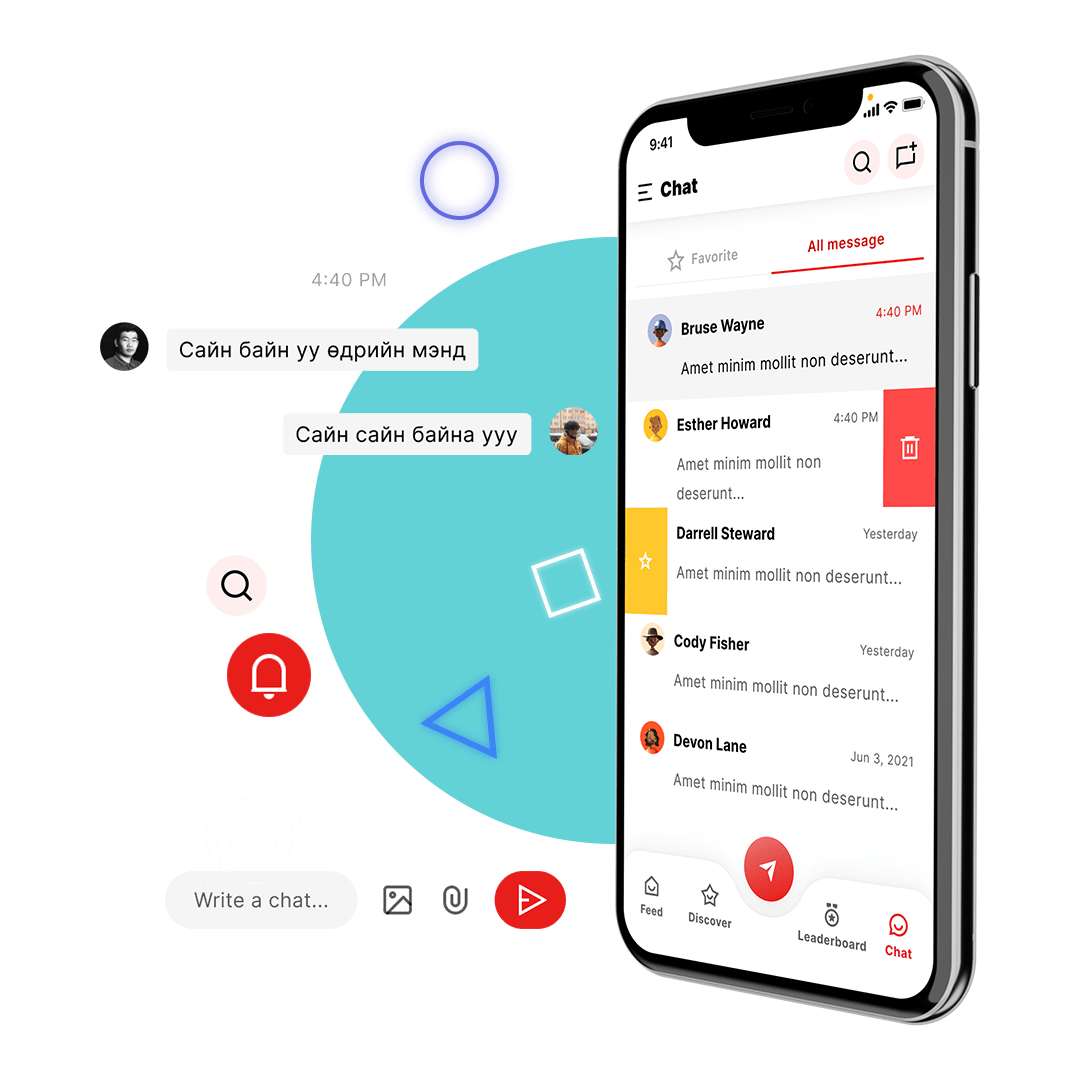 4:40 PM
Сайн байн уу өдрийн мэнд
Сайн сайн байна ууу
Write a chat...
9:41
Chat
Favorite
All message
Bruse Wayne
4:40 PM
Amet minim mollit non deserunt...
Esther Howard
4:40 PM
Amet minim mollit non
deserunt...
Darrell Steward
Yesterday
Amet minim mollit non deserunt...
Cody Fisher
Yesterday
Amet minim mollit non deserunt...
Devon Lane
Jun 3, 2021
Amet minim mollit non deserunt...
Feed
Discover
Leaderboard
Chat